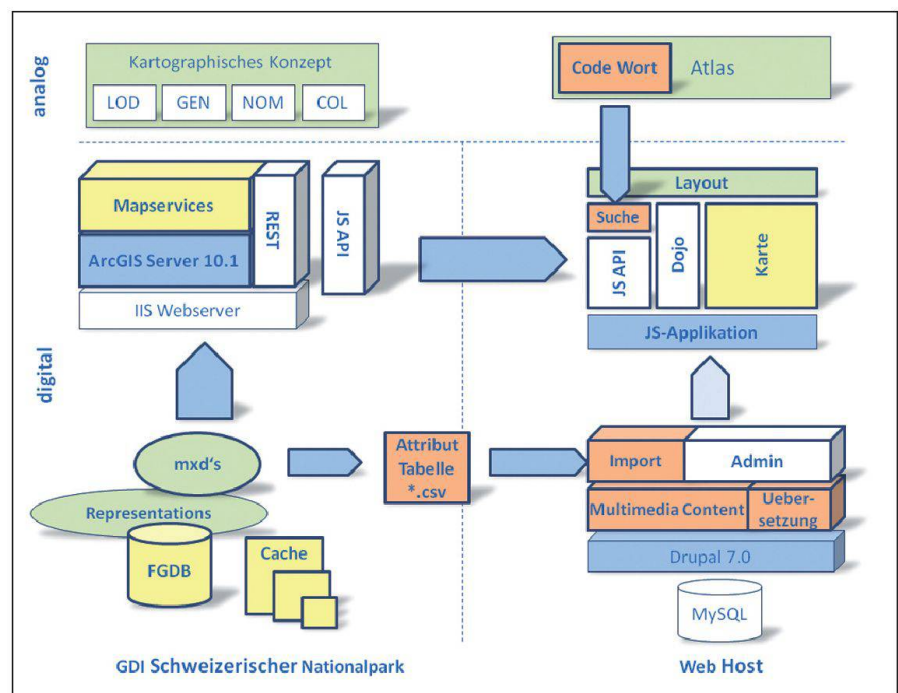 analog
Kartographisches Konzept
LOD GEN NOM COL
Code Wort
Atlas
digital
Mapservices
ArcGIS Server 10.1
REST
JS API
IIS Webserver
Layout
Suche
JS API
Dojo
Karte
JS-Applikation
mxd's
Representations
FGDB
Cache
Attribut
Tabelle
*.csv
Import
Admin
Multimedia Content
Ueber-
setzung
Drupal 7.0
MySQL
GDI Schweizerischer Nationalpark
Web Host